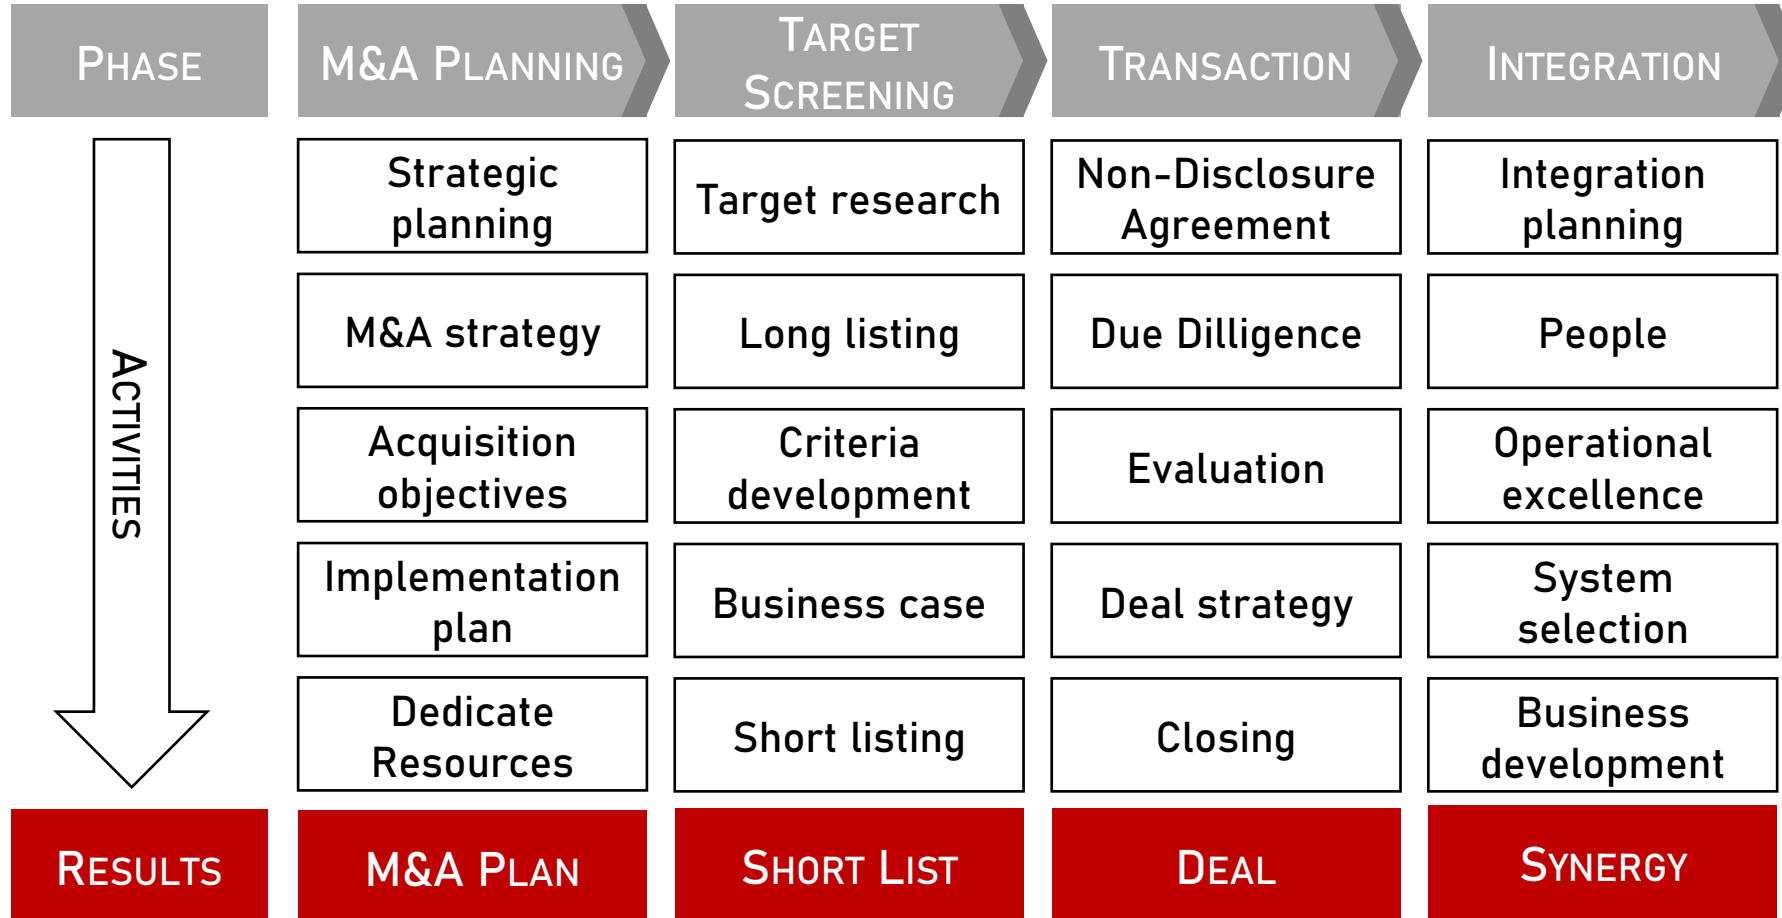 PHASE
M&A PLANNING
TARGET
SCREENING
TRANSACTION
INTEGRATION
ACTIVITIES
Strategic
planning
Target research
Non-Disclosure
Agreement
Integration
planning
M&A strategy
Long listing
Due Dilligence
People
Acquisition
objectives
Criteria
development
Evaluation
Operational
excellence
Implementation
plan
Business case
Deal strategy
System
selection
Dedicate
Resources
Short listing
Closing
Business
development
RESULTS
M&A PLAN
SHORT LIST
DEAL
SYNERGY